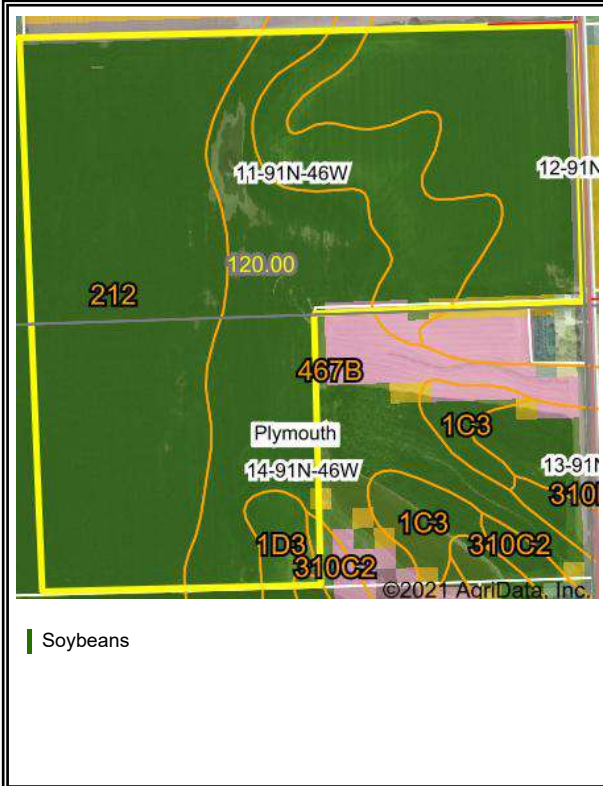 11-91N-46W
12-91N
120.00
212
467B
Plymouth
1C3
14-91N-46W
13-91N
310
1C3
1D3
310C2
310C2
©2021 AgriData, Inc.
Soybeans